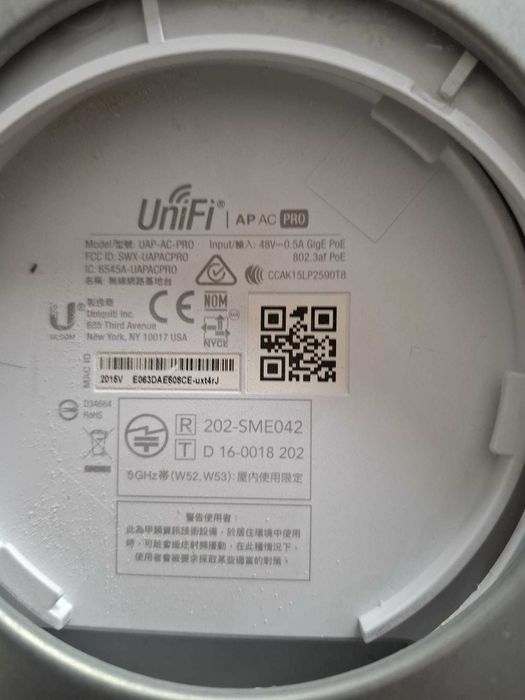 UniFi® | AP AC PRO
Model/型號: UAP-AC-PRO Input/輸入: 48V⎓0.5A GigE PoE
FCC ID: SWX-UAPACPRO 802.3af PoE
IC: 6545A-UAPACPRO
名稱: 無線網路基地台
CCAK15LP2590T8
製造商
Ubiquiti Inc.
685 Third Avenue
New York, NY 10017 USA
CE
NOM
NYCE
MAC ID
2015V E063DAE608CE-uxt4rJ
D3A664
RoHS
R 202-SME042
T D 16-0018 202
5GHz帯 (W52, W53): 屋内使用限定
警告使用者:
此為甲類資訊技術設備, 於居住環境中使用
時, 可能會造成射頻擾動, 在此種情況下,
使用者會被要求採取某些適當的對策。